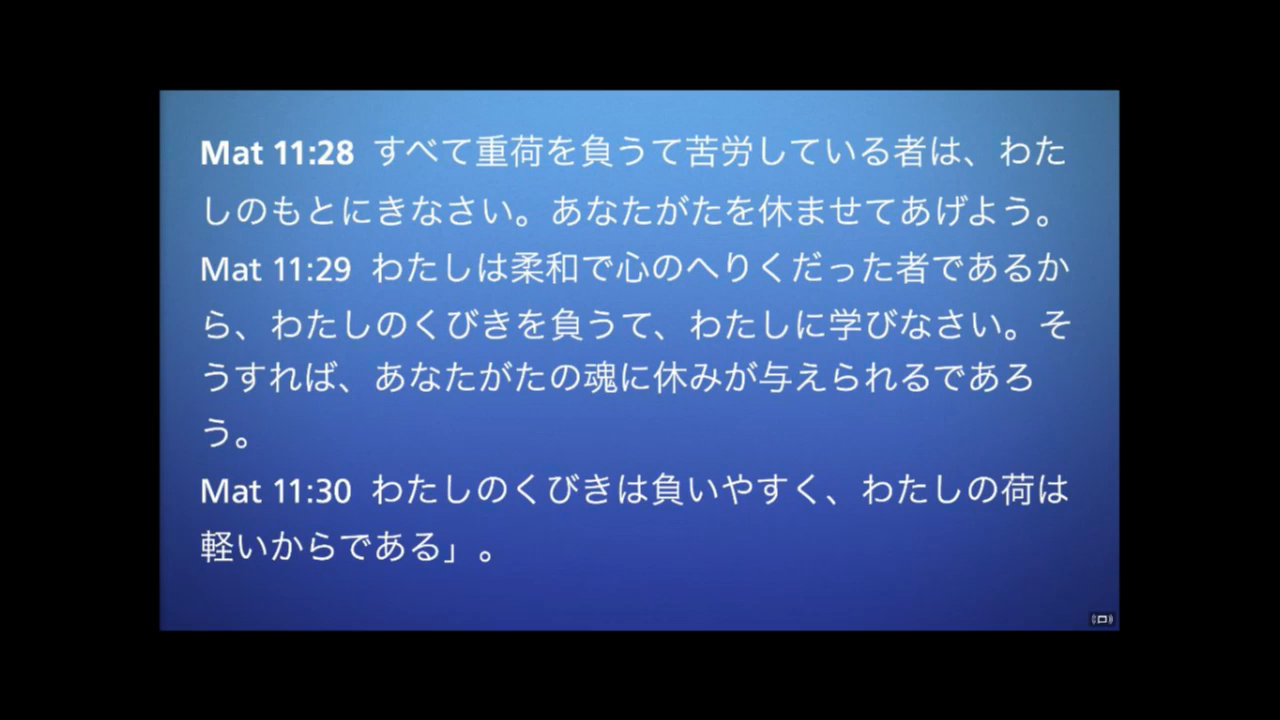 Mat 11:28 すべて重荷を負うて苦労している者は、わた
しのもとにきなさい。あなたがたを休ませてあげよう。
Mat 11:29 わたしは柔和で心のへりくだった者であるか
ら、わたしのくびきを負うて、わたしに学びなさい。そ
うすれば、あなたがたの魂に休みが与えられるであろ
う。
Mat 11:30 わたしのくびきは負いやすく、わたしの荷は
軽いからである」。